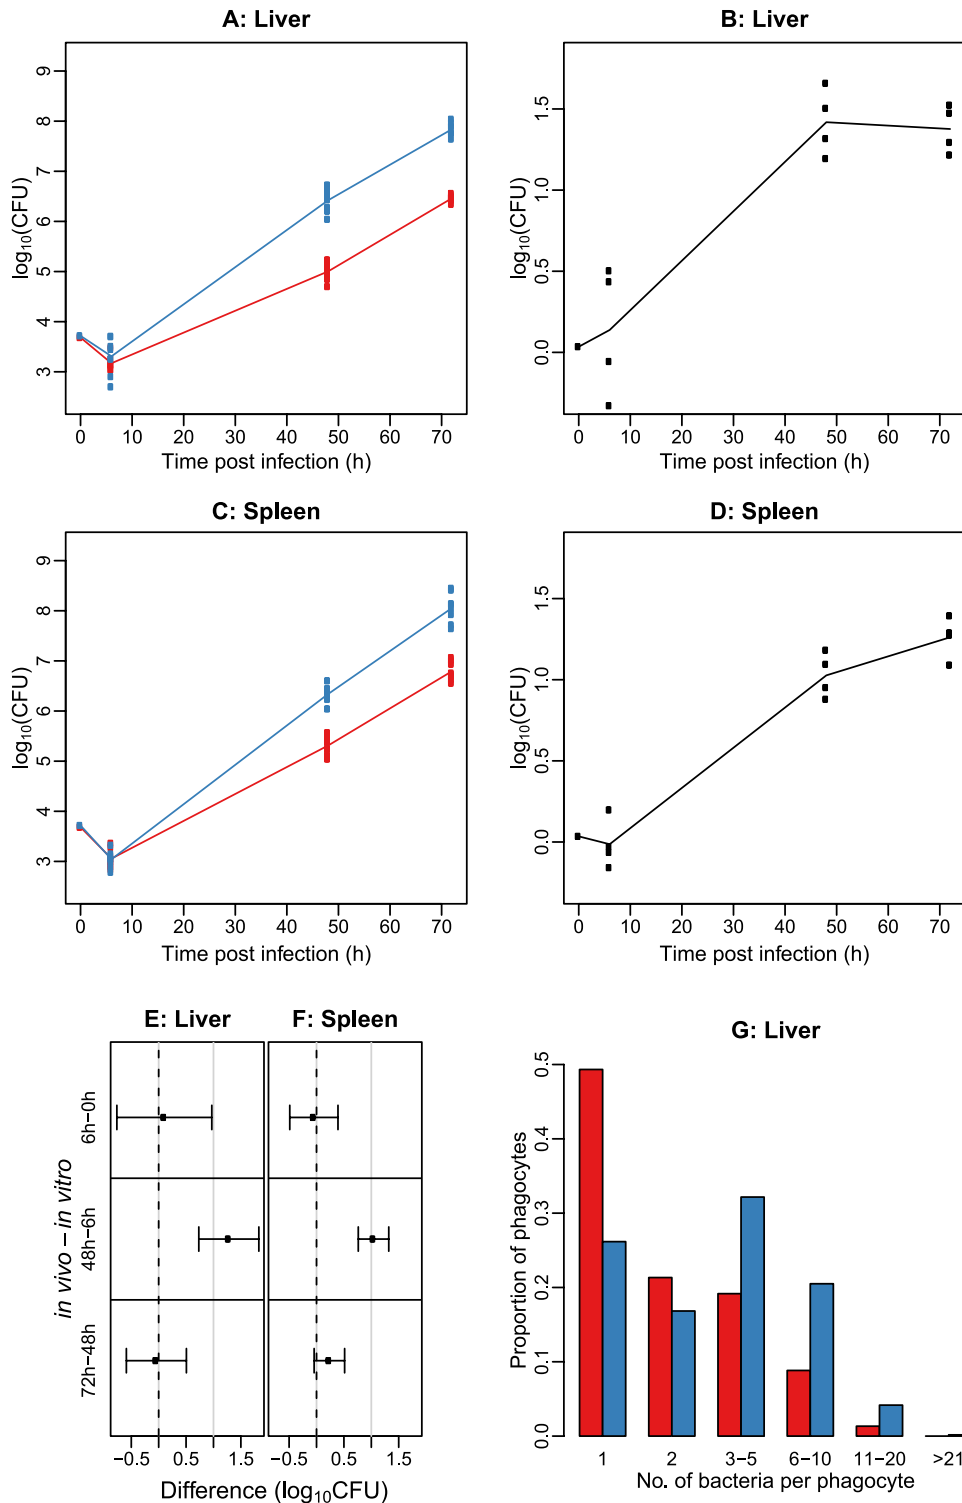 A: Liver
log10(CFU)
3 4 5 6 7 8 9
0 10 20 30 40 50 60 70
Time post infection (h)
B: Liver
log10(CFU)
0.0 0.5 1.0 1.5
0 10 20 30 40 50 60 70
Time post infection (h)
C: Spleen
log10(CFU)
3 4 5 6 7 8 9
0 10 20 30 40 50 60 70
Time post infection (h)
D: Spleen
log10(CFU)
0.0 0.5 1.0 1.5
0 10 20 30 40 50 60 70
Time post infection (h)
E: Liver
F: Spleen
in vivo – in vitro
6h–0h
48h–6h
72h–48h
−0.5 0.5 1.5
−0.5 0.5 1.5
Difference (log10CFU)
G: Liver
Proportion of phagocytes
0.0 0.1 0.2 0.3 0.4 0.5
1 2 3–5 6–10 11–20 >21
No. of bacteria per phagocyte